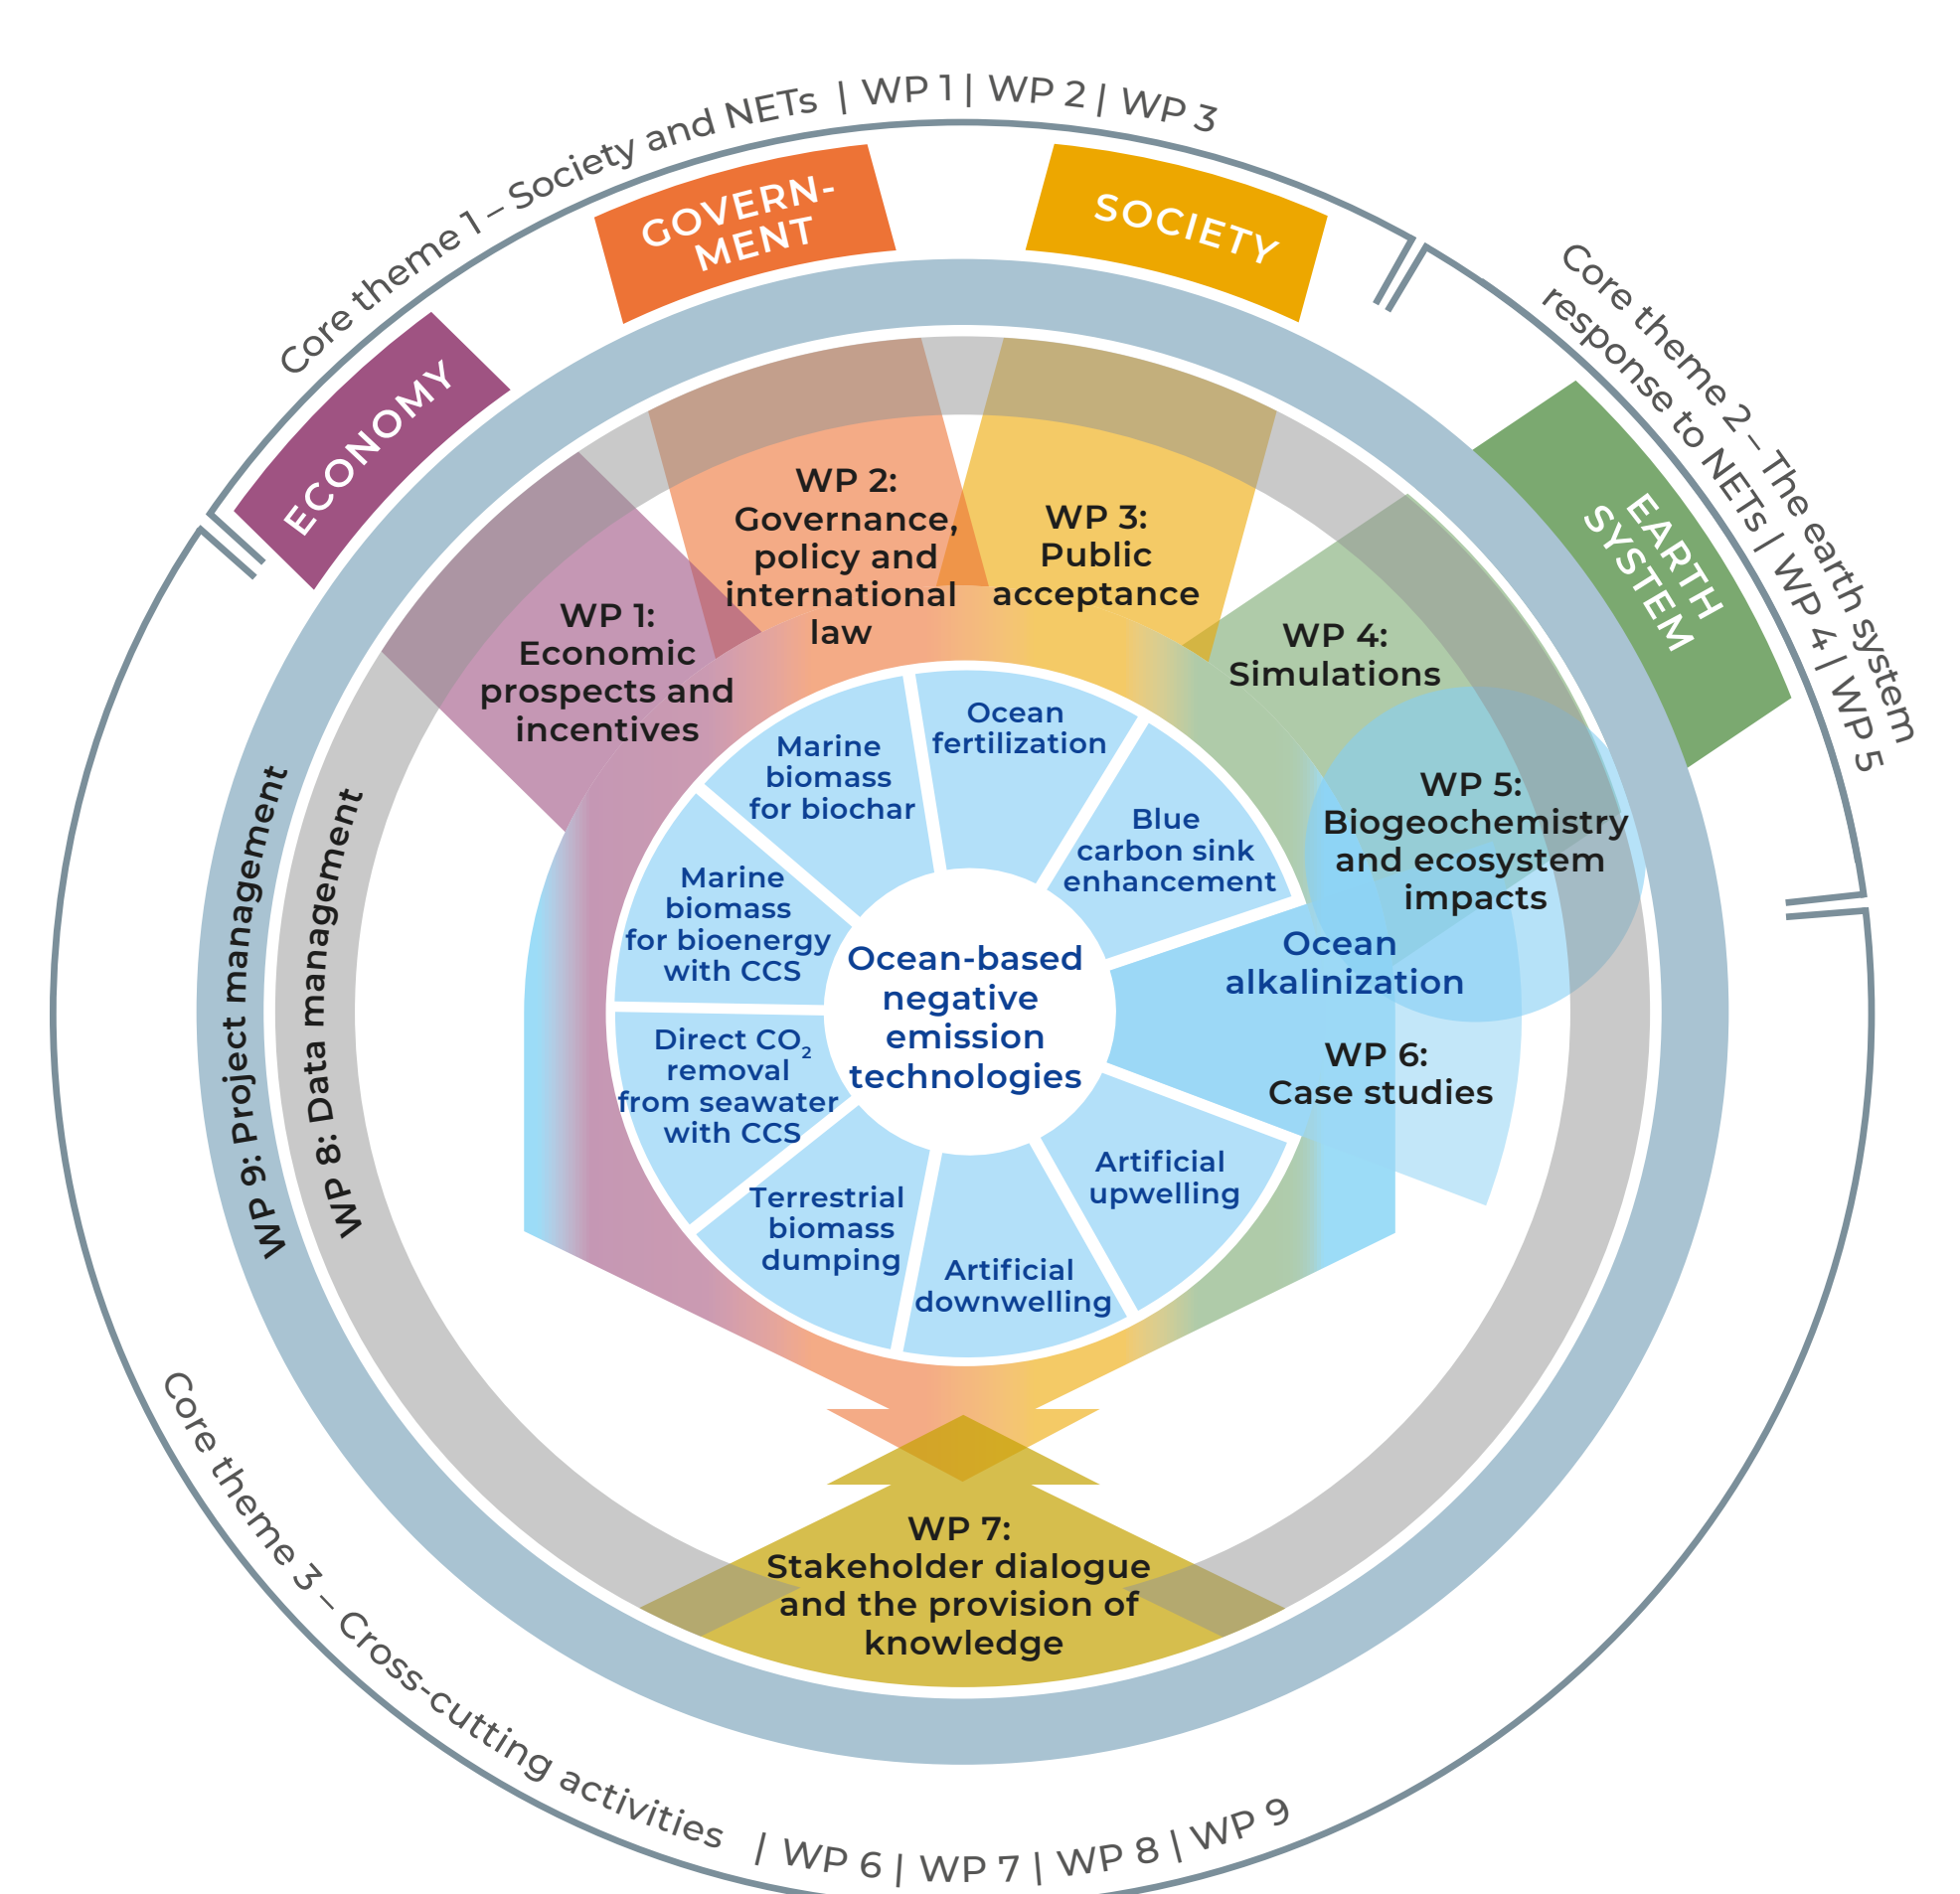 Core theme 1 – Society and NETs | WP 1 | WP 2 | WP 3
Core theme 2 – The earth system
response to NETs | WP 4 | WP 5
ECONOMY
GOVERN-
MENT
SOCIETY
EARTH
SYSTEM
WP 9: Project management
WP 8: Data management
WP 1:
Economic
prospects and
incentives
WP 2:
Governance,
policy and
international
law
WP 3:
Public
acceptance
WP 4:
Simulations
WP 5:
Biogeochemistry
and ecosystem
impacts
Ocean
alkalinization
WP 6:
Case studies
Ocean
fertilization
Blue
carbon sink
enhancement
Marine
biomass
for biochar
Marine
biomass
for bioenergy
with CCS
Direct CO₂
removal
from seawater
with CCS
Terrestrial
biomass
dumping
Artificial
downwelling
Artificial
upwelling
Ocean-based
negative
emission
technologies
WP 7:
Stakeholder dialogue
and the provision of
knowledge
Core theme 3 – Cross-cutting activities | WP 6 | WP 7 | WP 8 | WP 9